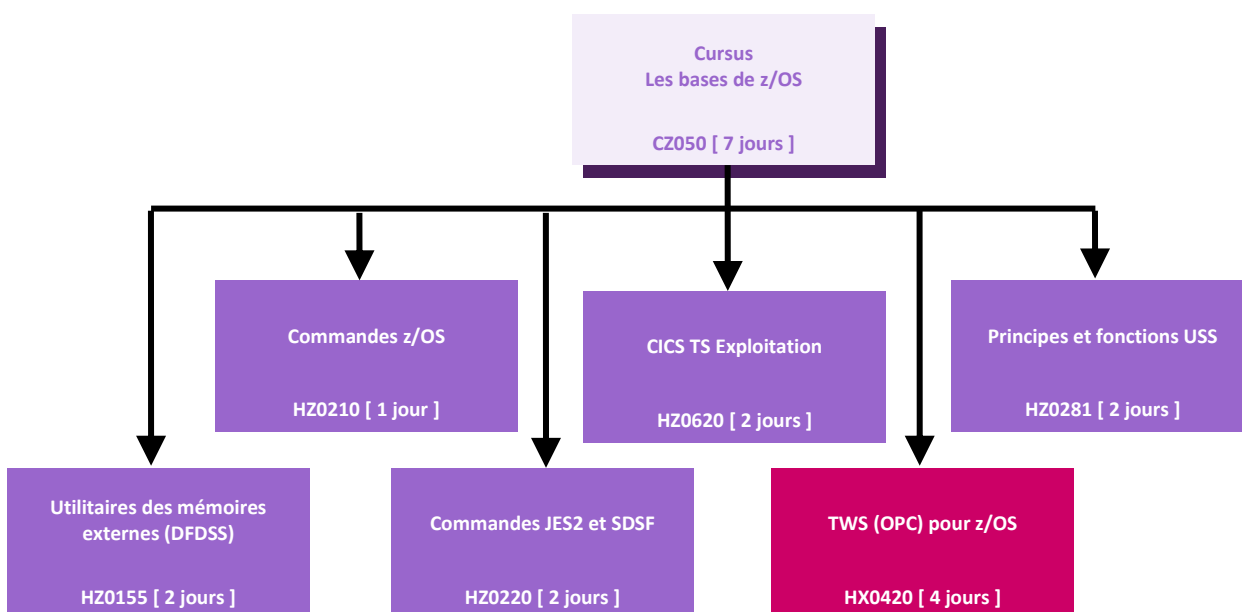 Cursus
Les bases de z/OS
CZ050 [ 7 jours ]
Commandes z/OS
HZ0210 [ 1 jour ]
CICS TS Exploitation
HZ0620 [ 2 jours ]
Principes et fonctions USS
HZ0281 [ 2 jours ]
Utilitaires des mémoires
externes (DFDSS)
HZ0155 [ 2 jours ]
Commandes JES2 et SDSF
HZ0220 [ 2 jours ]
TWS (OPC) pour z/OS
HX0420 [ 4 jours ]